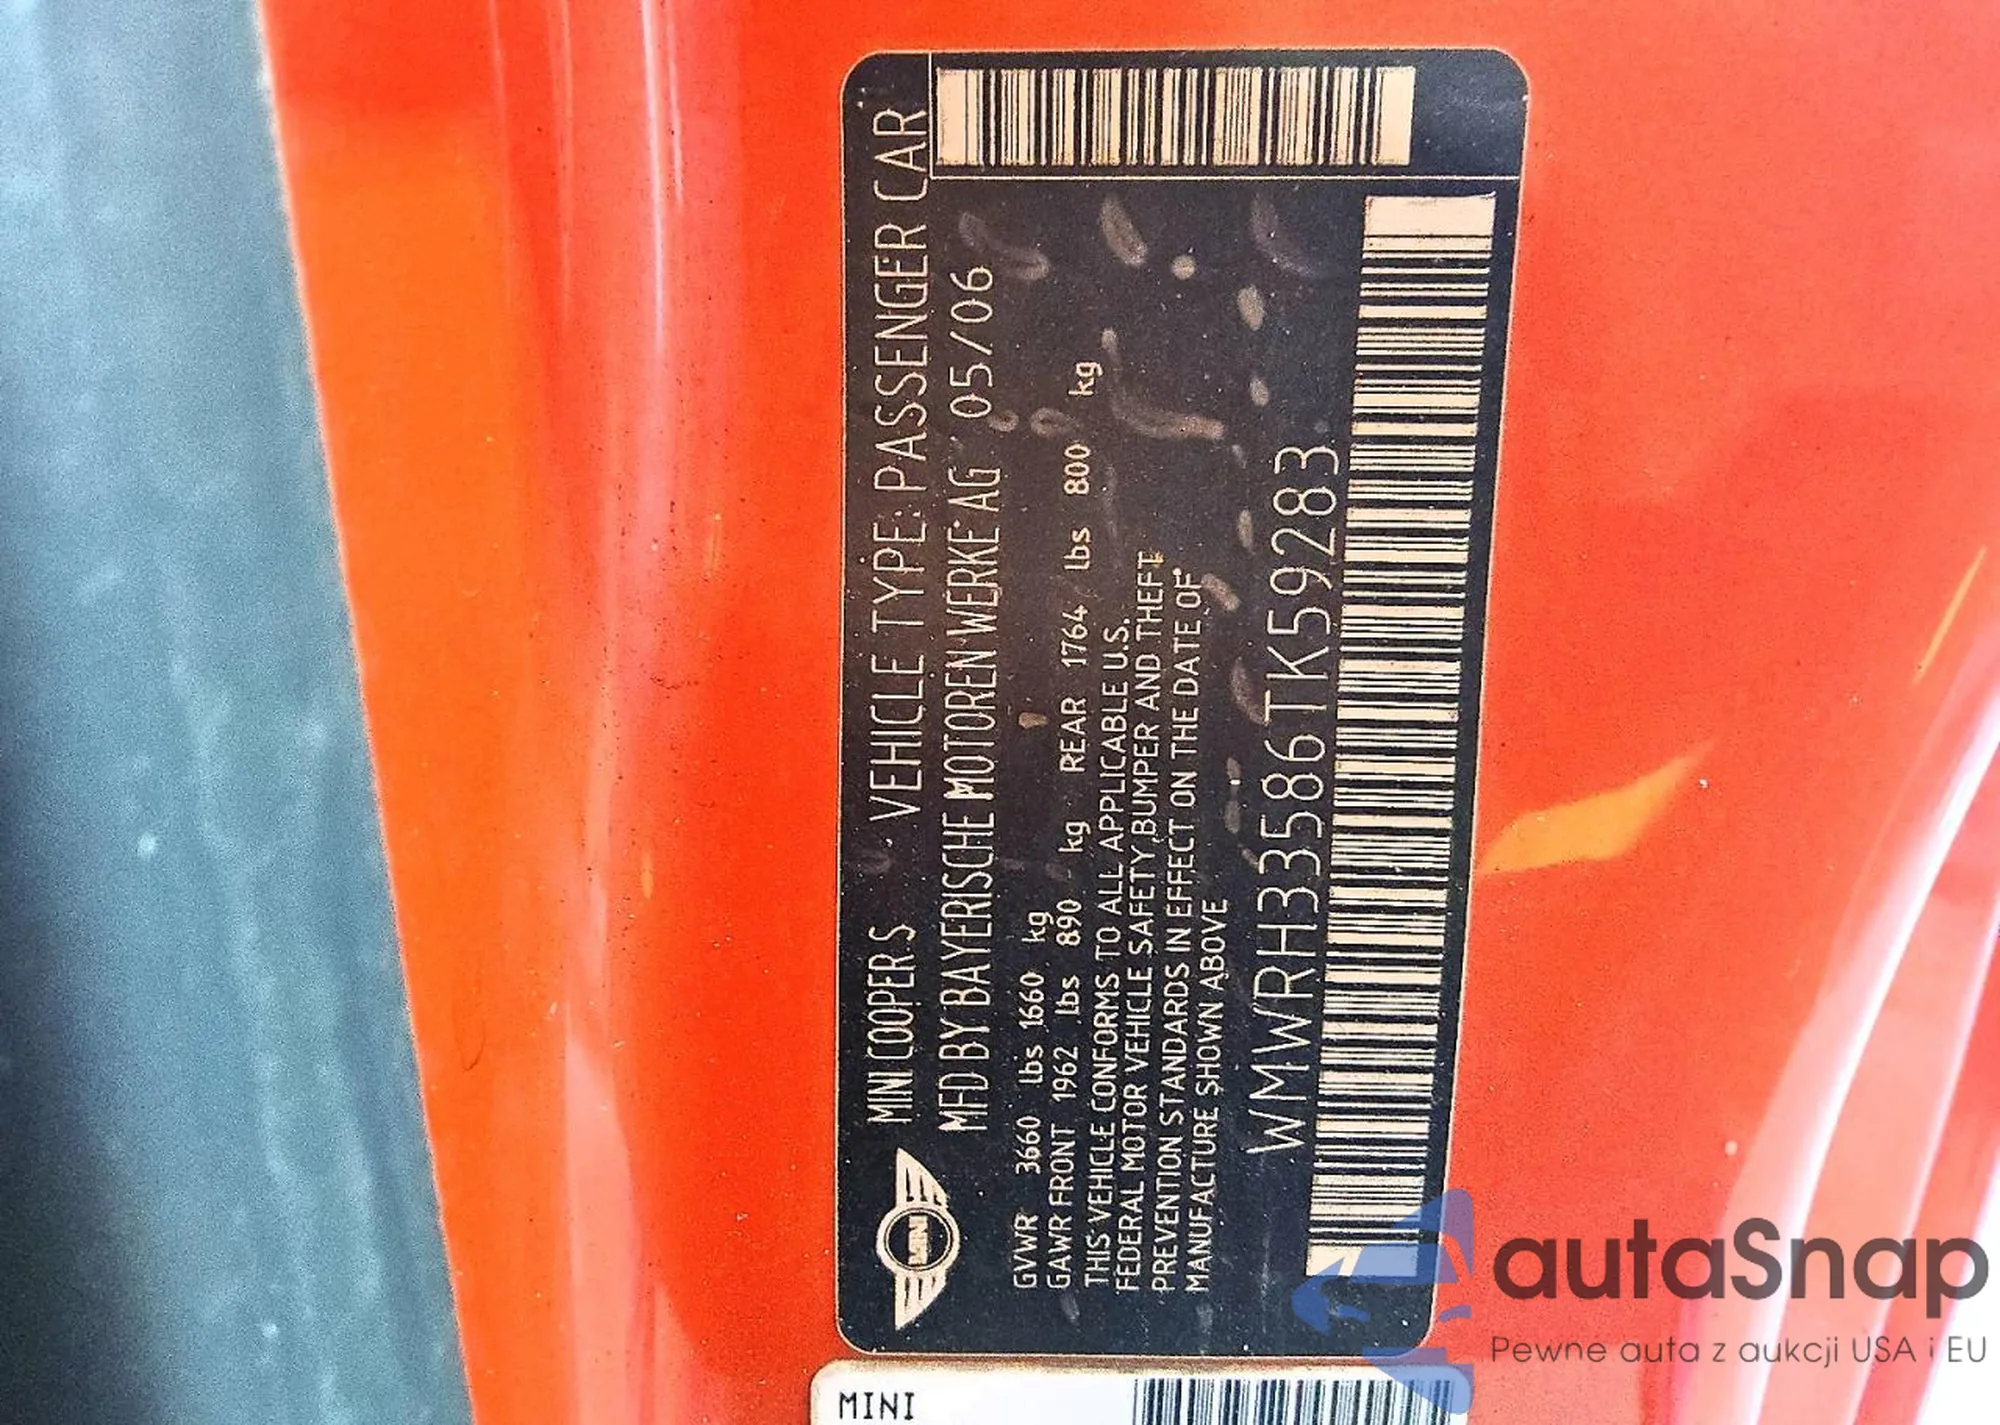 MINI COOPER S VEHICLE TYPE: PASSENGER CAR
MFD BY BAYERISCHE MOTOREN WERKE AG 05/06
MINI
GVWR 3660 lbs 1660 kg
GAWR FRONT 1962 lbs 890 kg REAR 1764 lbs 800 kg
THIS VEHICLE CONFORMS TO ALL APPLICABLE U.S.
FEDERAL MOTOR VEHICLE SAFETY, BUMPER AND THEFT
PREVENTION STANDARDS IN EFFECT ON THE DATE OF
MANUFACTURE SHOWN ABOVE
WMWRH33586TK59283
MINI
autaSnap
Pewne auta z aukcji USA i EU